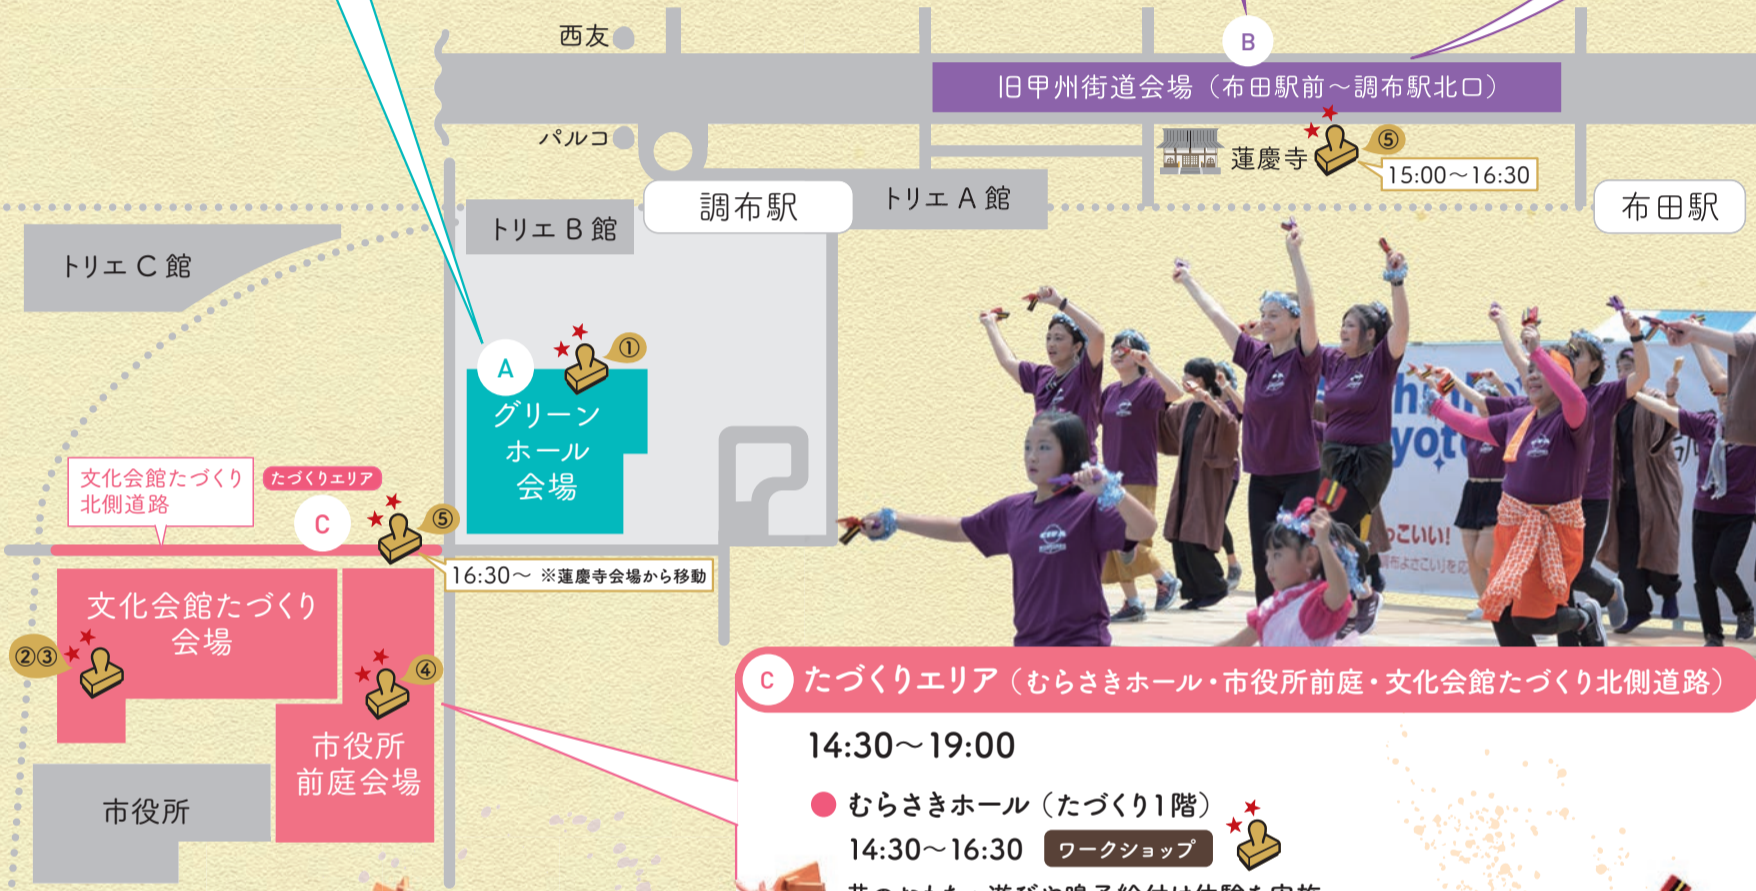 西友
B
旧甲州街道会場（布田駅前～調布駅北口）
パルコ
蓮慶寺
⑤
15:00～16:30
調布駅
トリエ A 館
布田駅
トリエ B 館
トリエ C 館
①
A
グリーン
ホール
会場
文化会館たづくり
北側道路
たづくりエリア
C
⑤
16:30～ ※蓮慶寺会場から移動
文化会館たづくり
会場
②③
④
市役所
前庭会場
市役所
っこいい!
C たづくりエリア（むらさきホール・市役所前庭・文化会館たづくり北側道路）
14:30～19:00
● むらさきホール（たづくり1階）
14:30～16:30 ワークショップ